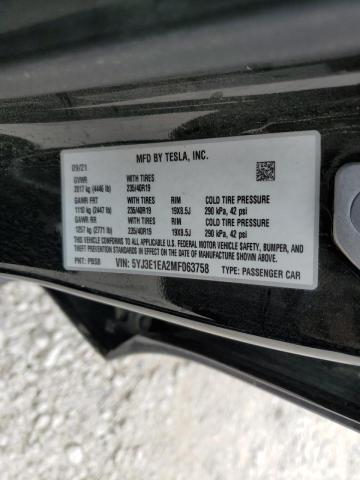 MFD BY TESLA, INC.
09/21
GVWR WITH TIRES
2017 kg (4446 lb) 235/40R19
GAWR FRT WITH TIRES RIM COLD TIRE PRESSURE
1110 kg (2447 lb) 235/40R19 19X8.5J 290 kPa, 42 psi
GAWR RR WITH TIRES RIM COLD TIRE PRESSURE
1257 kg (2771 lb) 235/40R19 19X8.5J 290 kPa, 42 psi
THIS VEHICLE CONFORMS TO ALL APPLICABLE FEDERAL MOTOR VEHICLE SAFETY, BUMPER, AND
THEFT PREVENTION STANDARDS IN EFFECT ON THE DATE OF MANUFACTURE SHOWN ABOVE.
PNT: PBSB VIN: 5YJ3E1EA2MF063758 TYPE: PASSENGER CAR